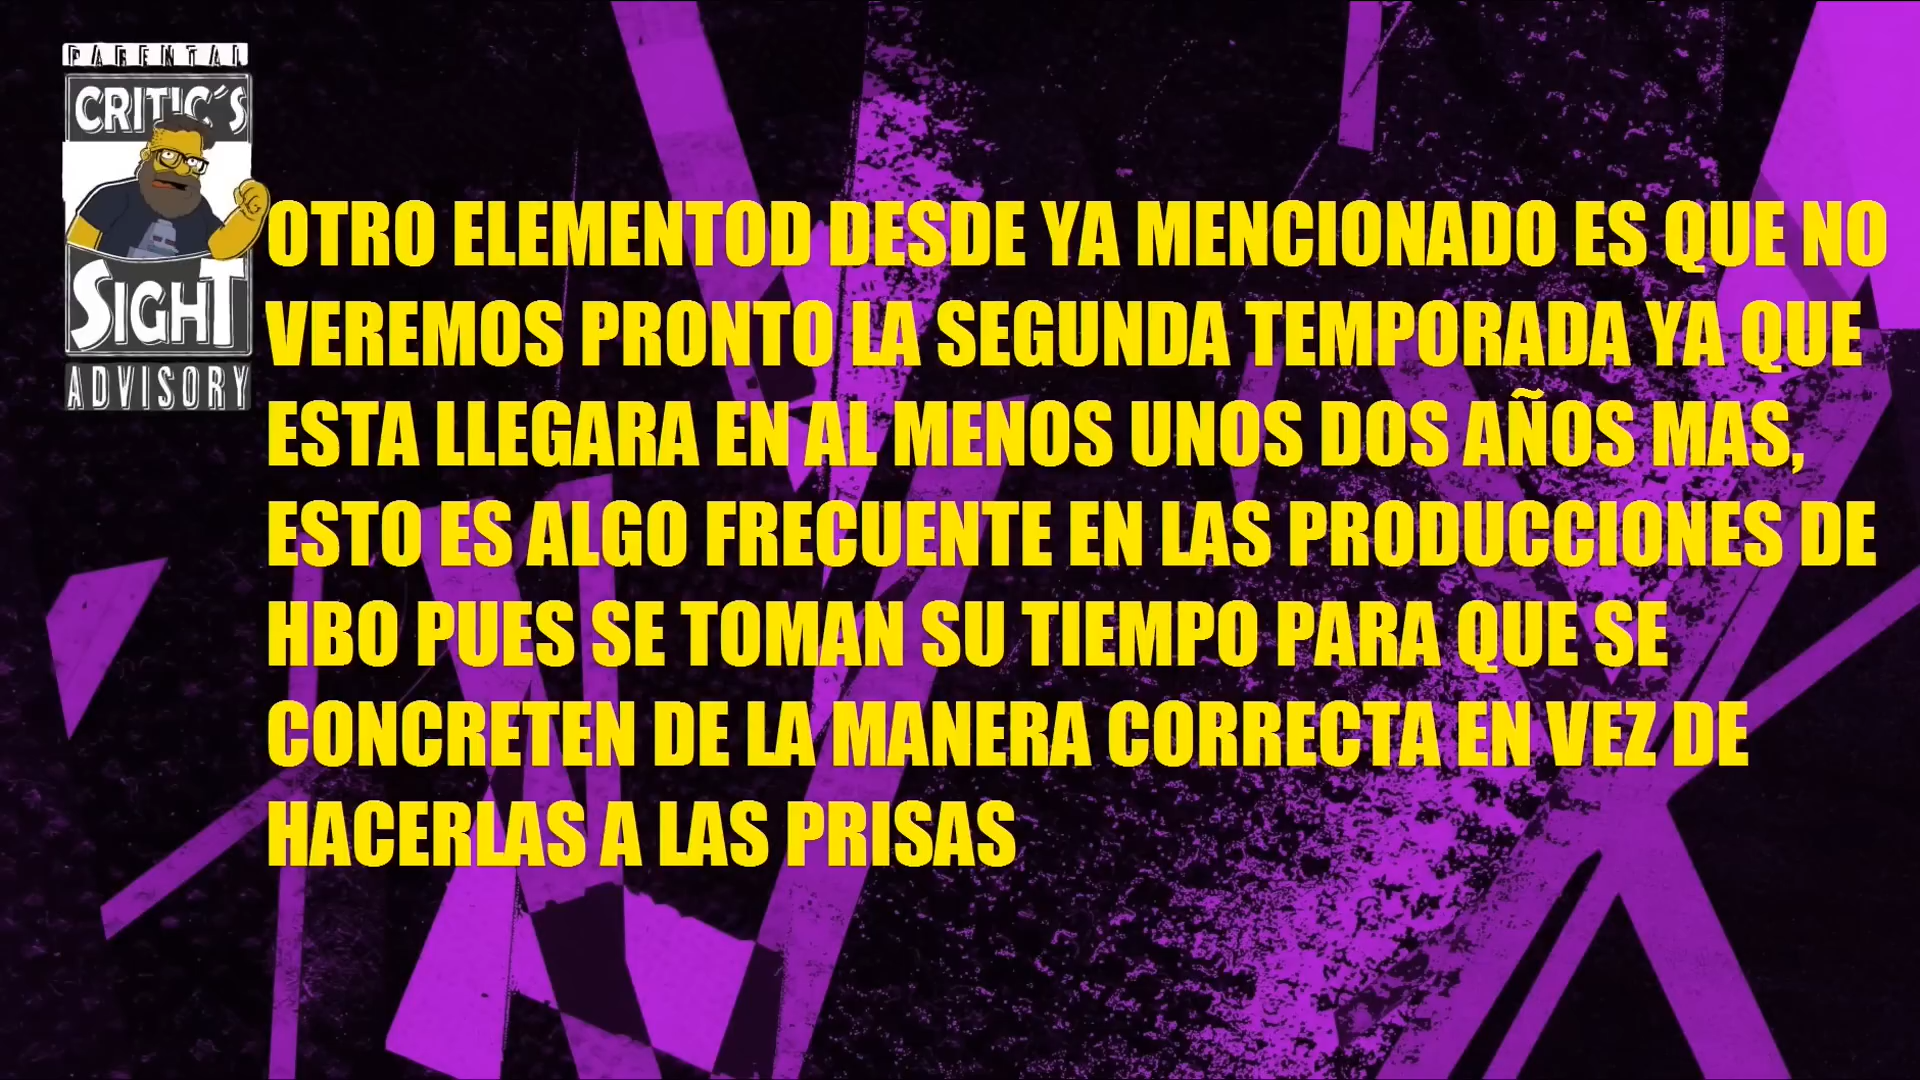 PARENTAL
CRITIC´S
SIGHT
ADVISORY
OTRO ELEMENTOD DESDE YA MENCIONADO ES QUE NO
VEREMOS PRONTO LA SEGUNDA TEMPORADA YA QUE
ESTA LLEGARA EN AL MENOS UNOS DOS AÑOS MAS,
ESTO ES ALGO FRECUENTE EN LAS PRODUCCIONES DE
HBO PUES SE TOMAN SU TIEMPO PARA QUE SE
CONCRETEN DE LA MANERA CORRECTA EN VEZ DE
HACERLAS A LAS PRISAS